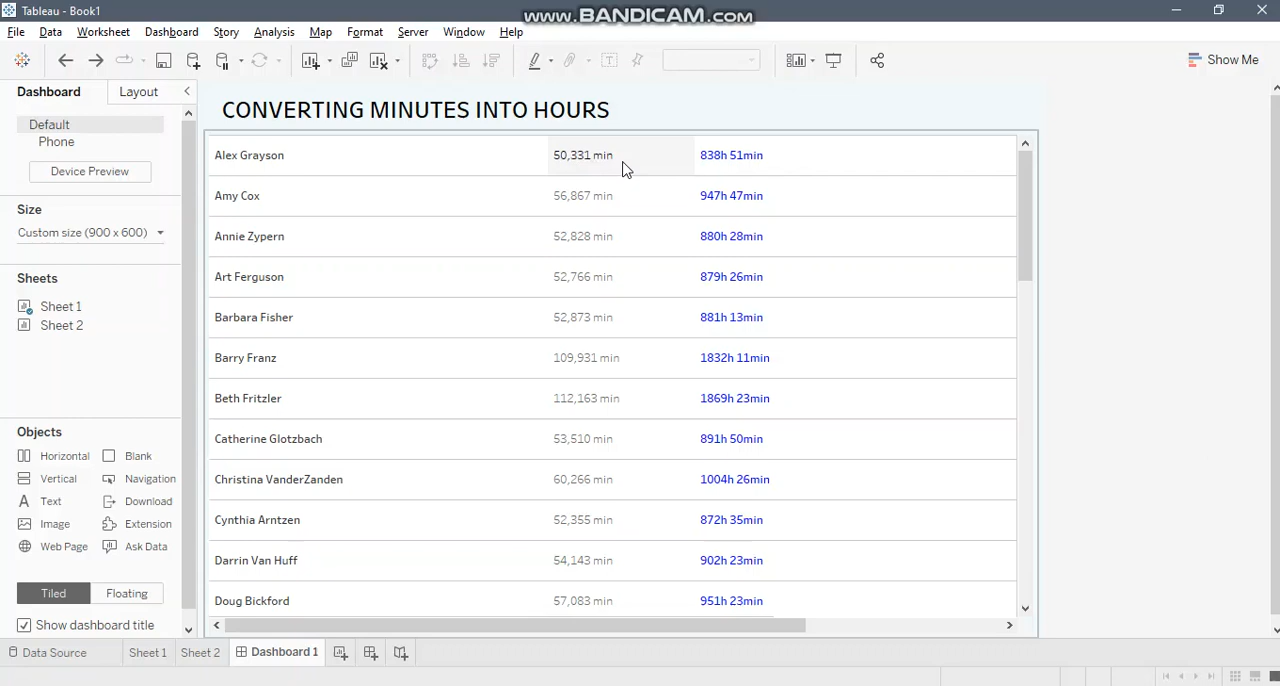 Tableau - Book1
www.BANDICAM.com
File Data Worksheet Dashboard Story Analysis Map Format Server Window Help
Show Me
Dashboard Layout
Default
Phone
Device Preview
Size
Custom size (900 x 600)
Sheets
Sheet 1
Sheet 2
Objects
Horizontal Blank
Vertical Navigation
Text Download
Image Extension
Web Page Ask Data
Tiled Floating
Show dashboard title
CONVERTING MINUTES INTO HOURS
Alex Grayson 50,331 min 838h 51min
Amy Cox 56,867 min 947h 47min
Annie Zypern 52,828 min 880h 28min
Art Ferguson 52,766 min 879h 26min
Barbara Fisher 52,873 min 881h 13min
Barry Franz 109,931 min 1832h 11min
Beth Fritzler 112,163 min 1869h 23min
Catherine Glotzbach 53,510 min 891h 50min
Christina VanderZanden 60,266 min 1004h 26min
Cynthia Arntzen 52,355 min 872h 35min
Darrin Van Huff 54,143 min 902h 23min
Doug Bickford 57,083 min 951h 23min
Data Source Sheet 1 Sheet 2 Dashboard 1